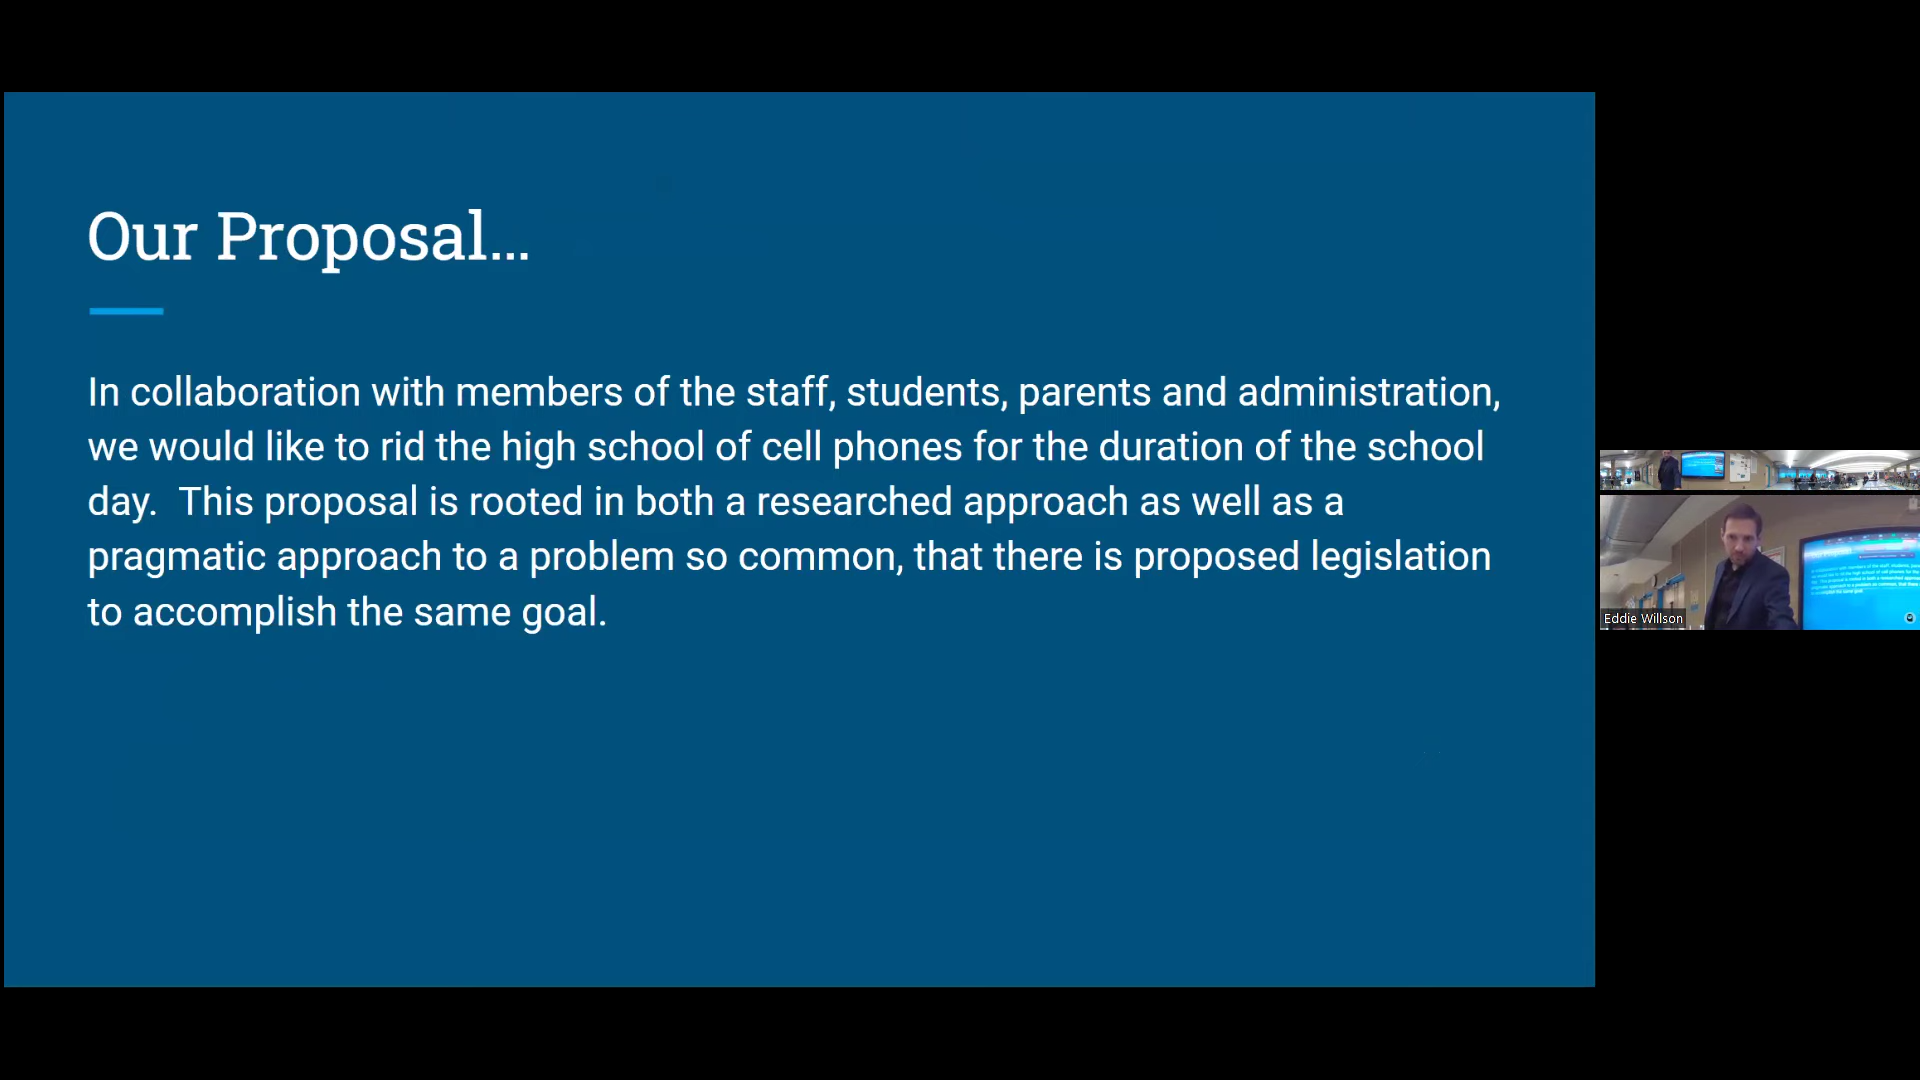 Our Proposal...
In collaboration with members of the staff, students, parents and administration,
we would like to rid the high school of cell phones for the duration of the school
day.  This proposal is rooted in both a researched approach as well as a
pragmatic approach to a problem so common, that there is proposed legislation
to accomplish the same goal.
Eddie Willson